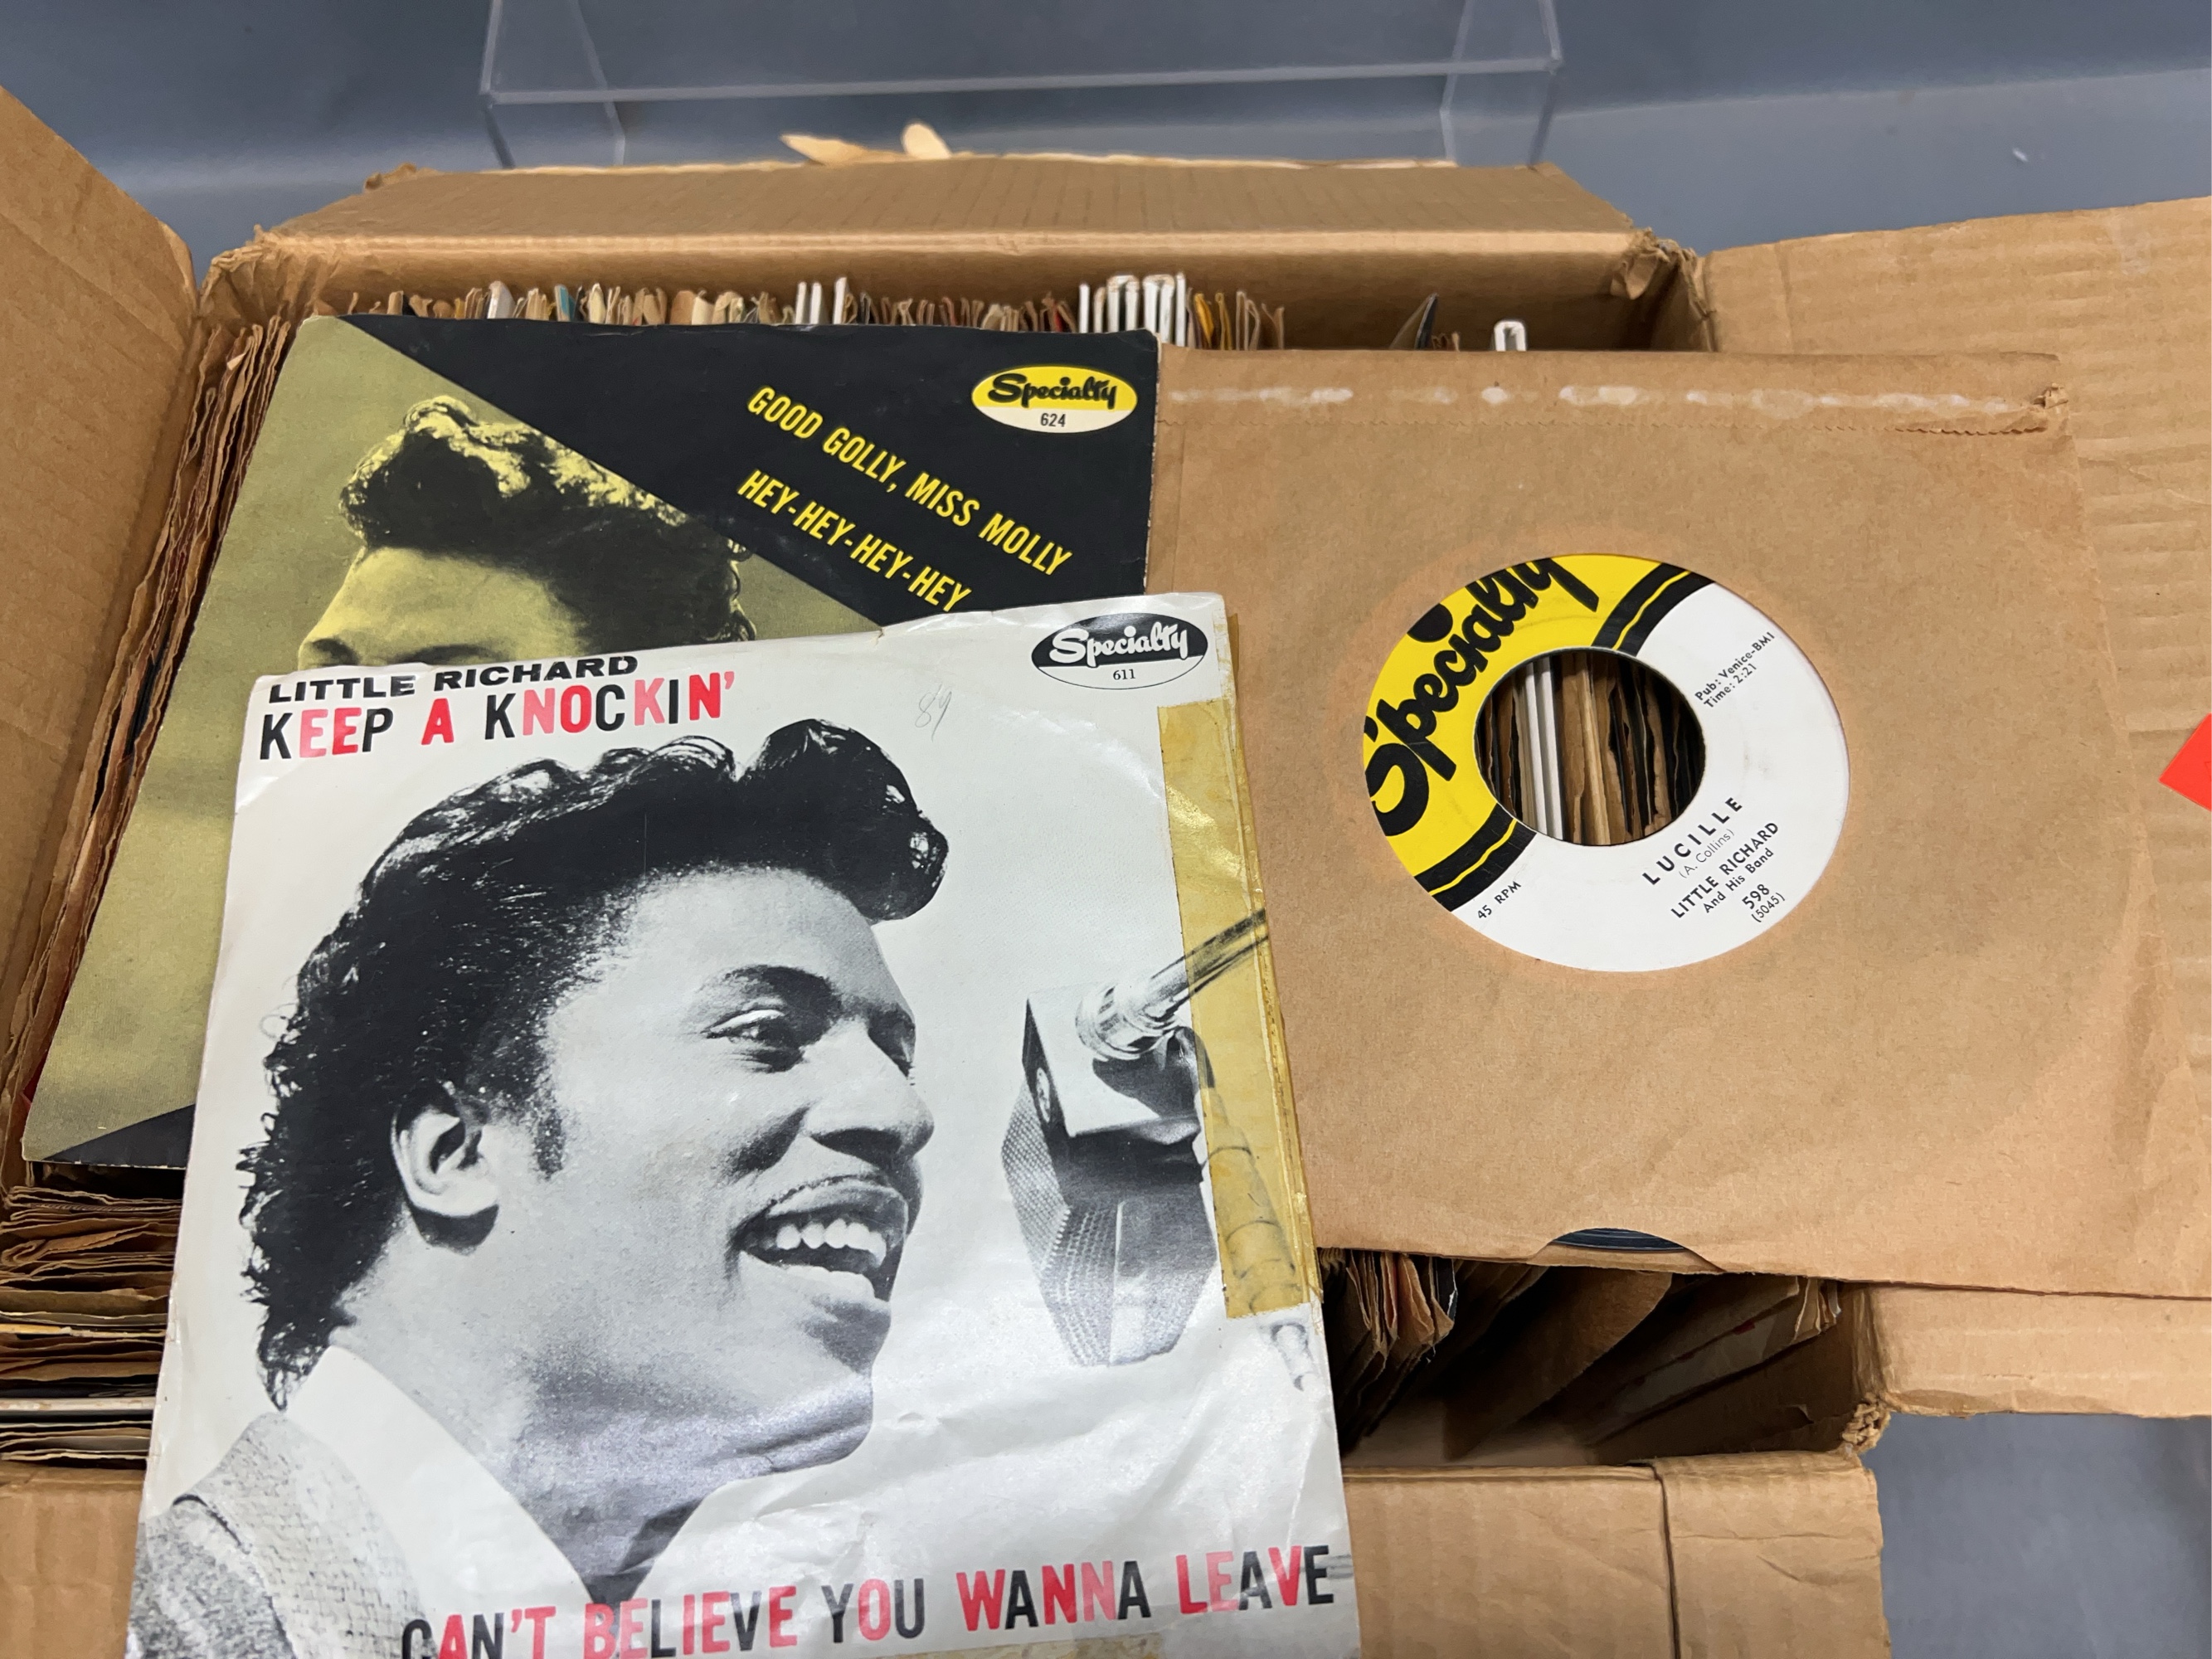 Specialty
624
GOOD GOLLY, MISS MOLLY
HEY-HEY-HEY-HEY
LITTLE RICHARD
KEEP A KNOCKIN'
Specialty
611
89
CAN'T BELIEVE YOU WANNA LEAVE
Specialty
Pub: Venice-BMI
Time: 2:21
45 RPM
LUCILLE
(A. Collins)
LITTLE RICHARD
And His Band
598
(5045)